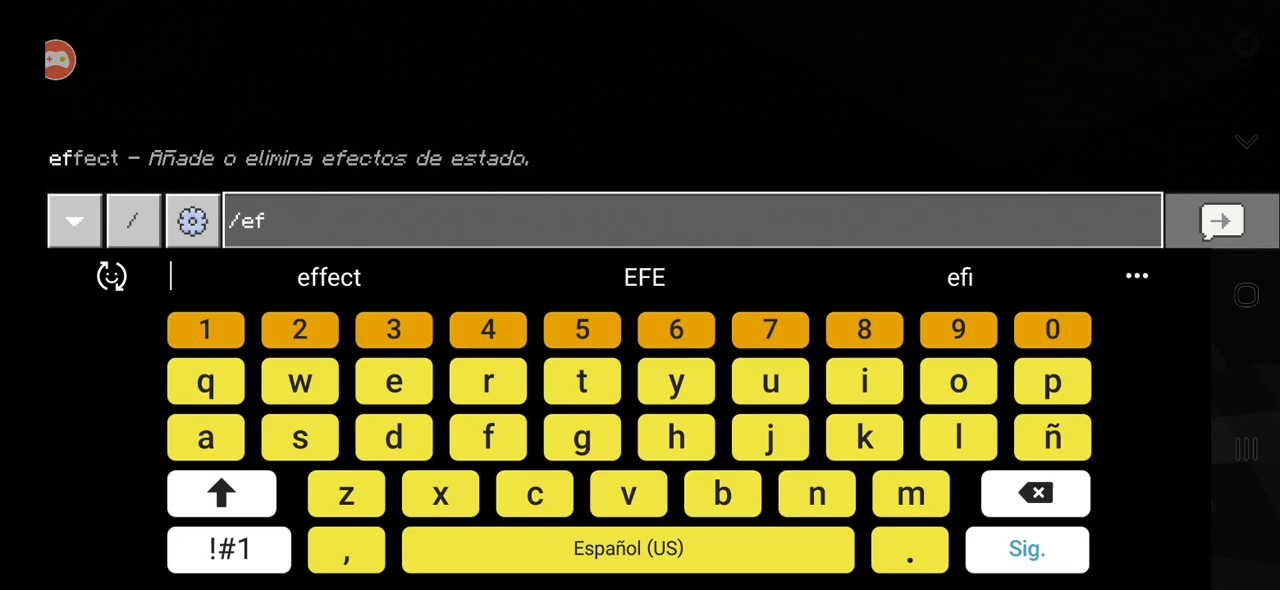 effect - Añade o elimina efectos de estado.
/ /ef
effect EFE efi
1 2 3 4 5 6 7 8 9 0
q w e r t y u i o p
a s d f g h j k l ñ
z x c v b n m
!#1 , Español (US) . Sig.